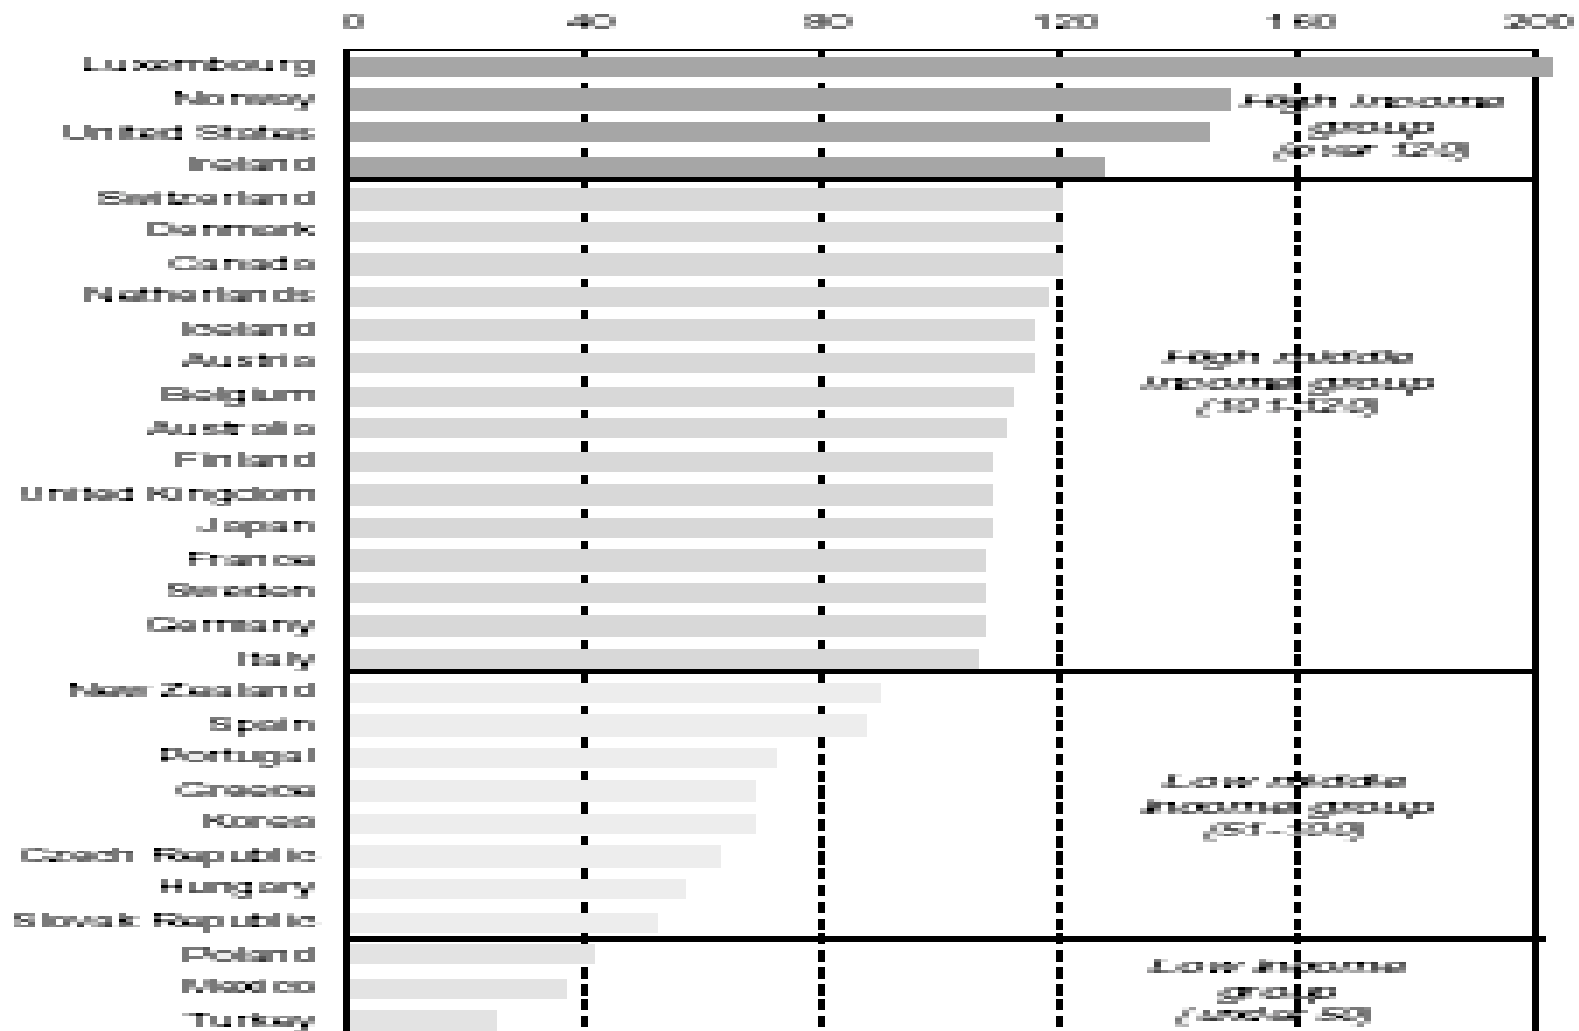 0 40 80 120 160 200
Luxembourg
Norway
United States
Ireland
Switzerland
Denmark
Canada
Netherlands
Iceland
Austria
Belgium
Australia
Finland
United Kingdom
Japan
France
Sweden
Germany
Italy
New Zealand
Spain
Portugal
Greece
Korea
Czech Republic
Hungary
Slovak Republic
Poland
Mexico
Turkey
High income
group
(over 120)
High middle
income group
(101-120)
Low middle
income group
(51-100)
Low income
group
(under 50)